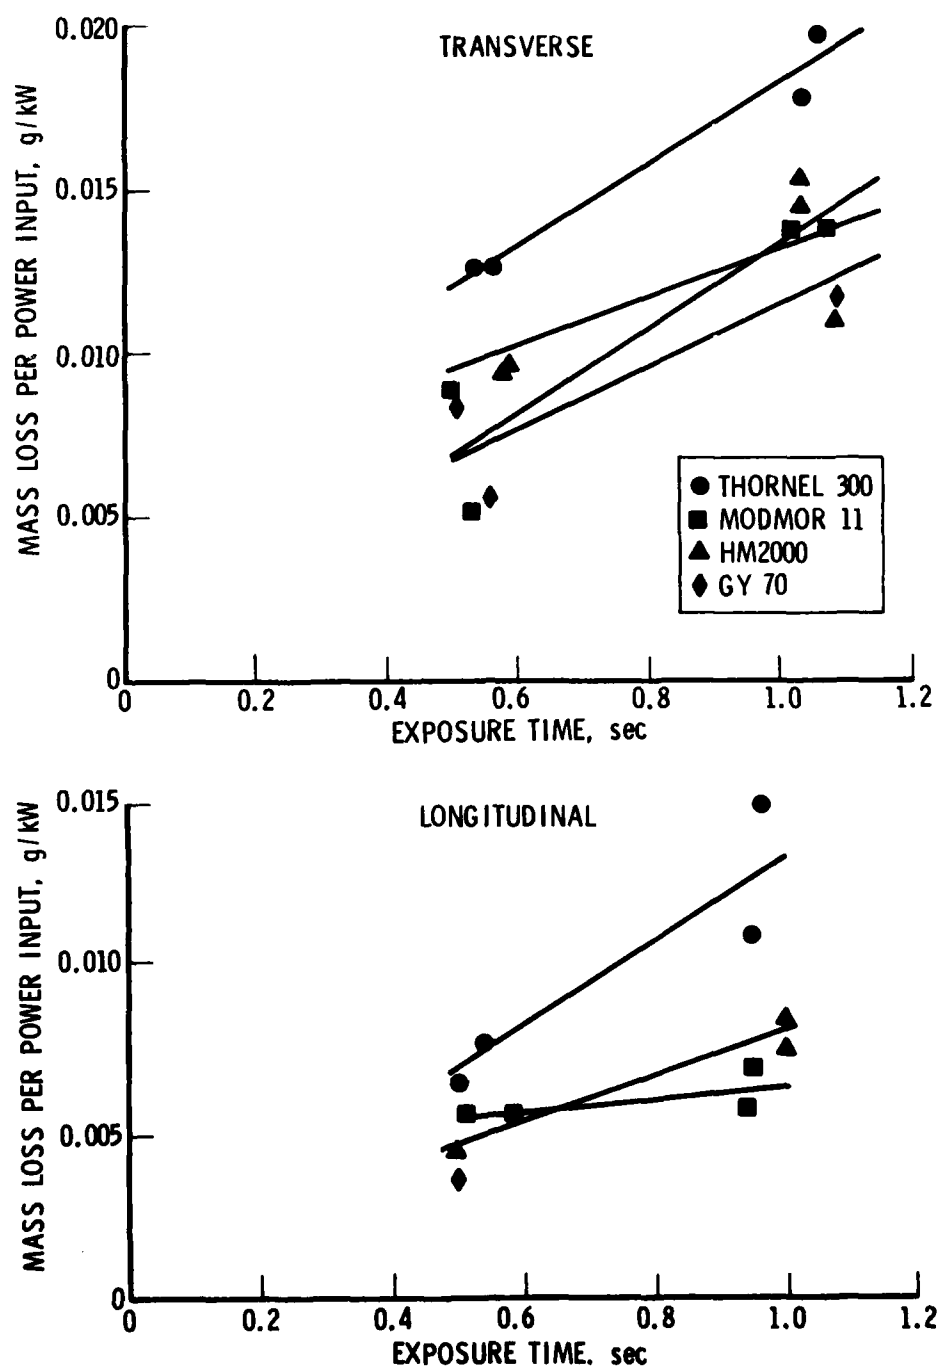 TRANSVERSE
MASS LOSS PER POWER INPUT, g/kW
0.020
0.015
0.010
0.005
0
● THORNEL 300
■ MODMOR 11
▲ HM2000
♦ GY 70
0 0.2 0.4 0.6 0.8 1.0 1.2
EXPOSURE TIME, sec
LONGITUDINAL
MASS LOSS PER POWER INPUT, g/kW
0.015
0.010
0.005
0
0 0.2 0.4 0.6 0.8 1.0 1.2
EXPOSURE TIME, sec